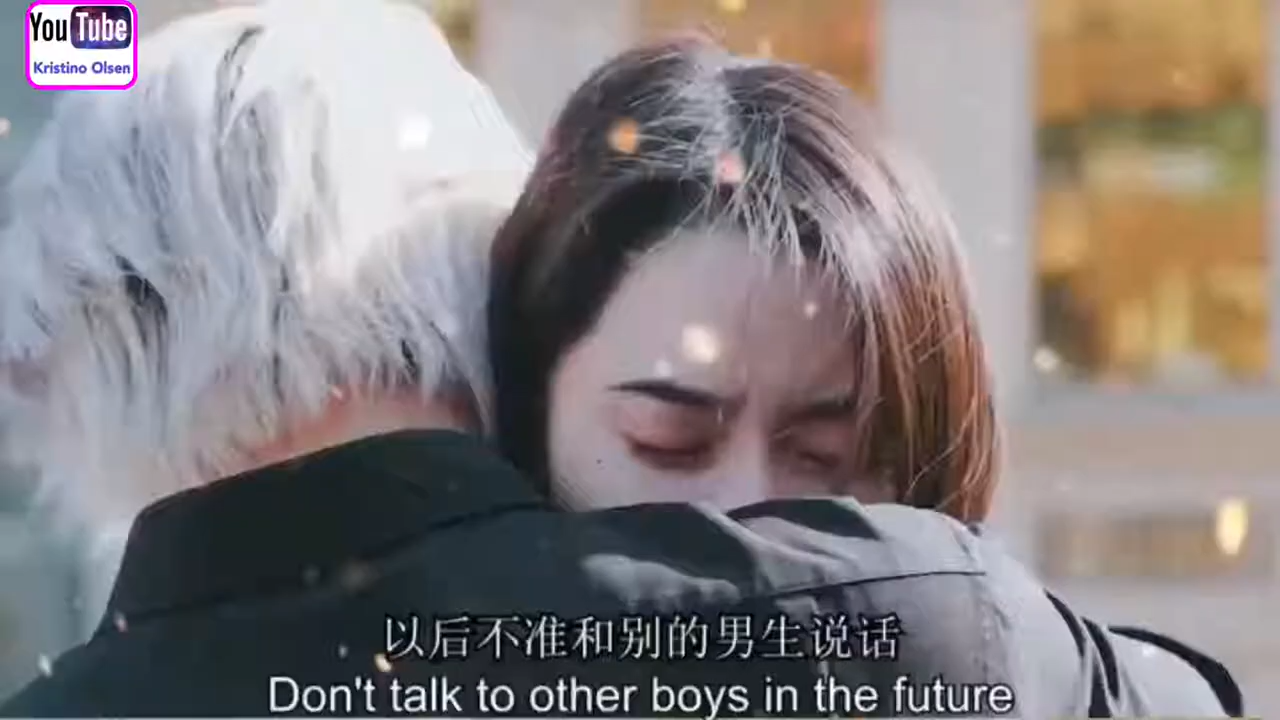 YouTube
Kristino Olsen
以后不准和别的男生说话
Don't talk to other boys in the future